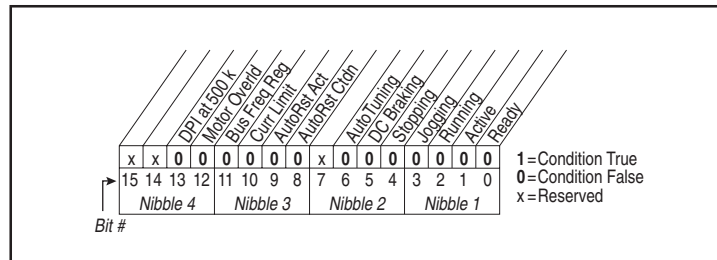 DPI at 500 k
Motor Overld
Bus Freq Reg
Curr Limit
AutoRst Act
AutoRst Ctdn
AutoTuning
DC Braking
Stopping
Jogging
Running
Active
Ready
x x 0 0 0 0 0 0 x 0 0 0 0 0 0 0
15 14 13 12 11 10 9 8 7 6 5 4 3 2 1 0
Nibble 4 Nibble 3 Nibble 2 Nibble 1
Bit #
1=Condition True
0=Condition False
x=Reserved